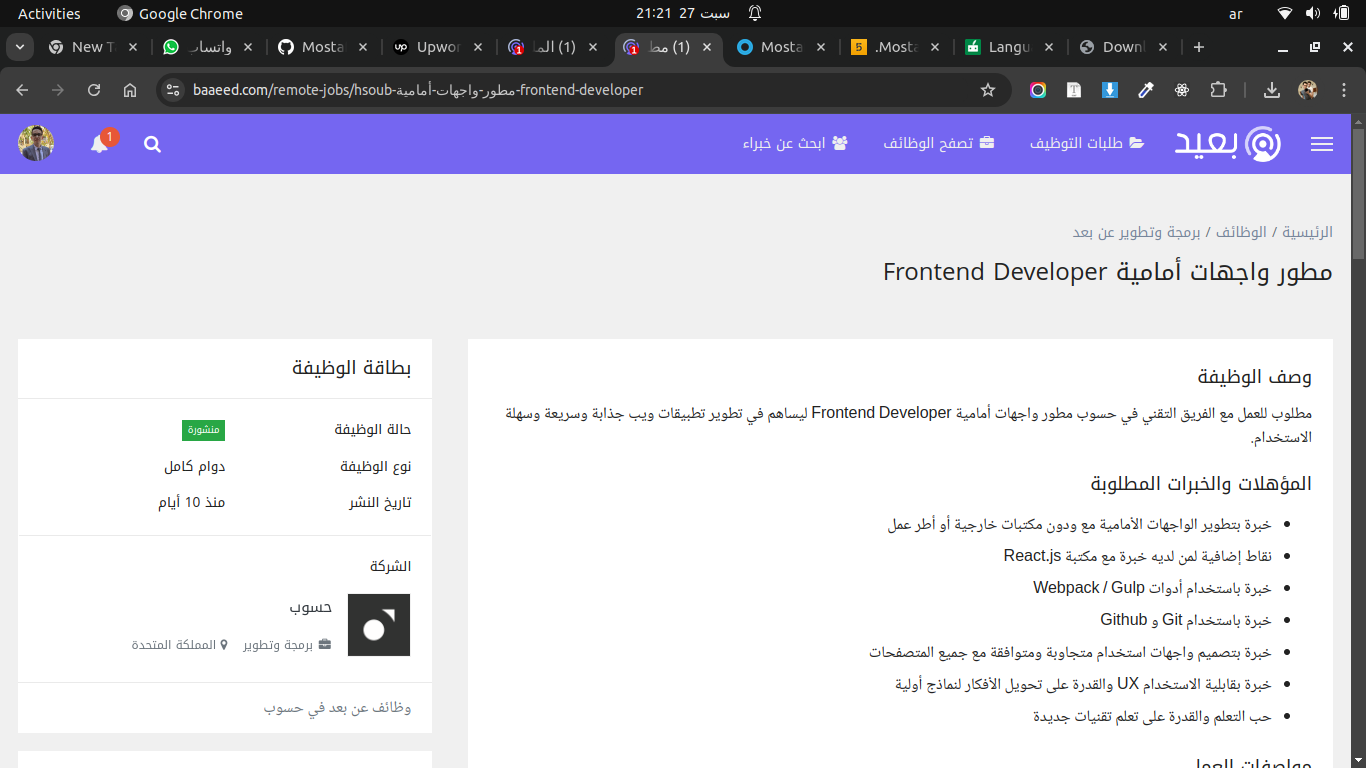 Activities
Google Chrome
سبت 27 21:21
ar
New T
واتساب
Mosta
Upwor
(1) الما
(1) مط
Mosta
5
.Mosta
Langu
Downl
baaeed.com/remote-jobs/hsoub-مطور-واجهات-أمامية-frontend-developer
بعيد
طلبات التوظيف
تصفح الوظائف
ابحث عن خبراء
1
الرئيسية / الوظائف / برمجة وتطوير عن بعد
مطور واجهات أمامية Frontend Developer
وصف الوظيفة
مطلوب للعمل مع الفريق التقني في حسوب مطور واجهات أمامية Frontend Developer ليساهم في تطوير تطبيقات ويب جذابة وسريعة وسهلة
الاستخدام.
المؤهلات والخبرات المطلوبة
خبرة بتطوير الواجهات الأمامية مع ودون مكتبات خارجية أو أطر عمل
نقاط إضافية لمن لديه خبرة مع مكتبة React.js
خبرة باستخدام أدوات Webpack / Gulp
خبرة باستخدام Git و Github
خبرة بتصميم واجهات استخدام متجاوبة ومتوافقة مع جميع المتصفحات
خبرة بقابلية الاستخدام UX والقدرة على تحويل الأفكار لنماذج أولية
حب التعلم والقدرة على تعلم تقنيات جديدة
مواصفات العمل
بطاقة الوظيفة
حالة الوظيفة منشورة
نوع الوظيفة دوام كامل
تاريخ النشر منذ 10 أيام
الشركة
حسوب
برمجة وتطوير المملكة المتحدة
وظائف عن بعد في حسوب